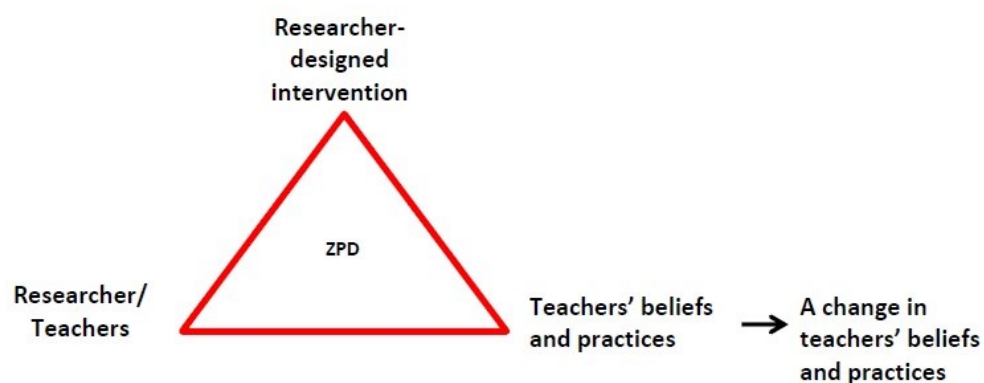 Researcher-
designed
intervention
ZPD
Researcher/
Teachers
Teachers’ beliefs
and practices
A change in
teachers’ beliefs
and practices